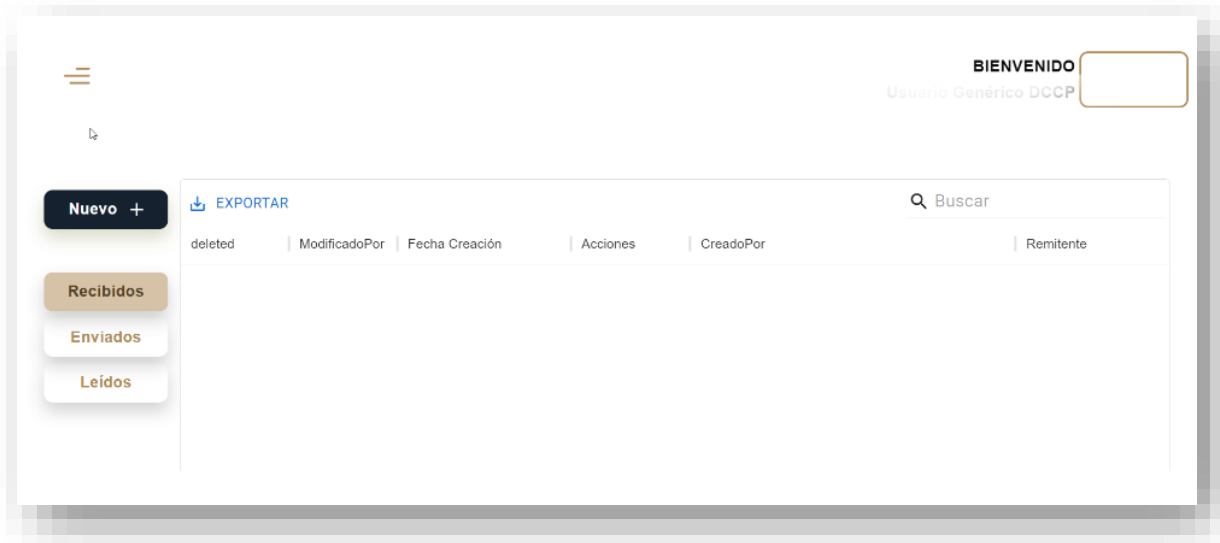 BIENVENIDO
Usuario Genérico DCCP
Nuevo +
EXPORTAR
Buscar
deleted ModificadoPor Fecha Creación Acciones CreadoPor Remitente
Recibidos
Enviados
Leídos